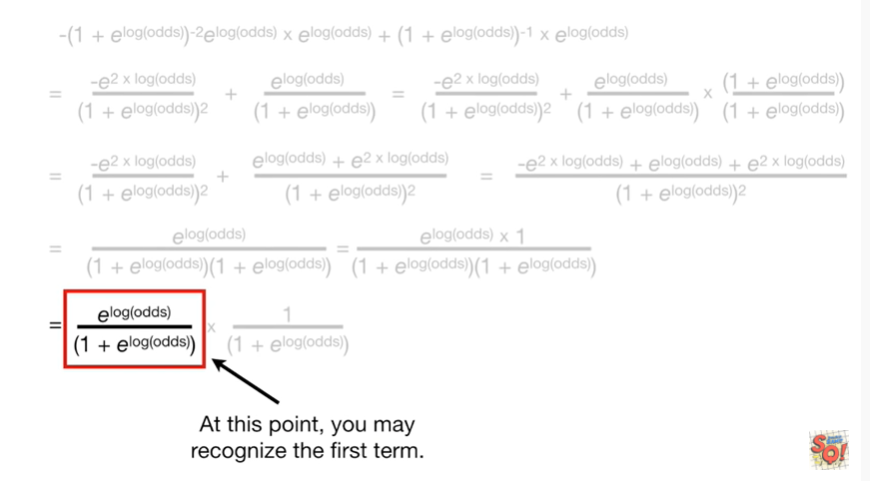 -(1 + e^log(odds))^-2 e^log(odds) x e^log(odds) + (1 + e^log(odds))^-1 x e^log(odds)
= -e^2 x log(odds) / (1 + e^log(odds))^2 + e^log(odds) / (1 + e^log(odds)) = -e^2 x log(odds) / (1 + e^log(odds))^2 + e^log(odds) / (1 + e^log(odds)) x (1 + e^log(odds)) / (1 + e^log(odds))
= -e^2 x log(odds) / (1 + e^log(odds))^2 + e^log(odds) + e^2 x log(odds) / (1 + e^log(odds))^2 = -e^2 x log(odds) + e^log(odds) + e^2 x log(odds) / (1 + e^log(odds))^2
= e^log(odds) / (1 + e^log(odds))(1 + e^log(odds)) = e^log(odds) x 1 / (1 + e^log(odds))(1 + e^log(odds))
= e^log(odds) / (1 + e^log(odds)) x 1 / (1 + e^log(odds))
At this point, you may
recognize the first term.
SQ!